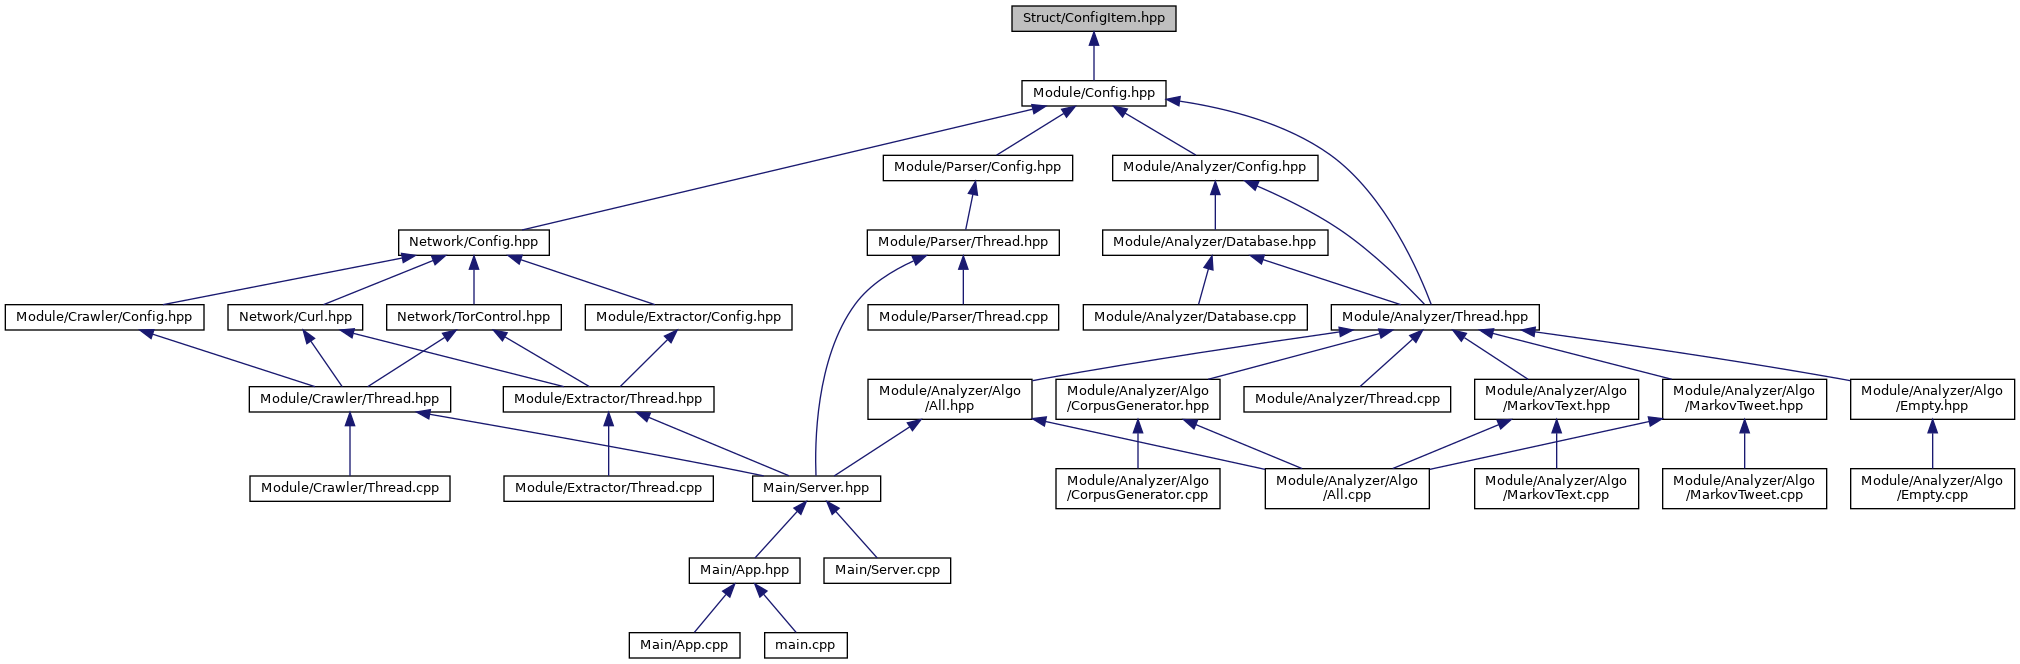 Struct/ConfigItem.hpp
Module/Config.hpp
Module/Parser/Config.hpp
Module/Analyzer/Config.hpp
Network/Config.hpp
Module/Parser/Thread.hpp
Module/Analyzer/Database.hpp
Module/Crawler/Config.hpp
Network/Curl.hpp
Network/TorControl.hpp
Module/Extractor/Config.hpp
Module/Parser/Thread.cpp
Module/Analyzer/Database.cpp
Module/Analyzer/Thread.hpp
Module/Crawler/Thread.hpp
Module/Extractor/Thread.hpp
Module/Analyzer/Algo
/All.hpp
Module/Analyzer/Algo
/CorpusGenerator.hpp
Module/Analyzer/Thread.cpp
Module/Analyzer/Algo
/MarkovText.hpp
Module/Analyzer/Algo
/MarkovTweet.hpp
Module/Analyzer/Algo
/Empty.hpp
Module/Crawler/Thread.cpp
Module/Extractor/Thread.cpp
Main/Server.hpp
Module/Analyzer/Algo
/CorpusGenerator.cpp
Module/Analyzer/Algo
/All.cpp
Module/Analyzer/Algo
/MarkovText.cpp
Module/Analyzer/Algo
/MarkovTweet.cpp
Module/Analyzer/Algo
/Empty.cpp
Main/App.hpp
Main/Server.cpp
Main/App.cpp
main.cpp